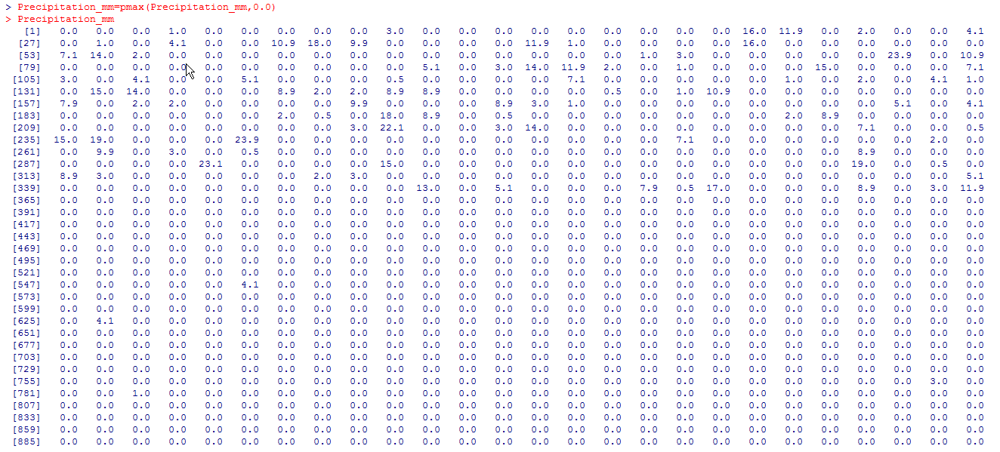 > Precipitation_mm=pmax(Precipitation_mm,0.0)
> Precipitation_mm
[1] 0.0 0.0 0.0 1.0 0.0 0.0 0.0 0.0 0.0 3.0 0.0 0.0 0.0 0.0 0.0 0.0 0.0 0.0 0.0 16.0 11.9 0.0 2.0 0.0 0.0 4.1
[27] 0.0 1.0 0.0 4.1 0.0 0.0 10.9 18.0 9.9 0.0 0.0 0.0 0.0 11.9 1.0 0.0 0.0 0.0 0.0 16.0 0.0 0.0 0.0 0.0 0.0 0.0
[53] 7.1 14.0 2.0 0.0 0.0 0.0 0.0 0.0 0.0 0.0 0.0 0.0 0.0 0.0 0.0 0.0 1.0 3.0 0.0 0.0 0.0 0.0 0.0 23.9 0.0 10.9
[79] 0.0 0.0 0.0 0.0 0.0 0.0 0.0 0.0 0.0 0.0 5.1 0.0 3.0 14.0 11.9 2.0 0.0 1.0 0.0 0.0 0.0 15.0 0.0 0.0 0.0 7.1
[105] 3.0 0.0 4.1 0.0 0.0 5.1 0.0 0.0 0.0 0.5 0.0 0.0 0.0 0.0 7.1 0.0 0.0 0.0 0.0 0.0 1.0 0.0 2.0 0.0 4.1 1.0
[131] 0.0 15.0 14.0 0.0 0.0 0.0 8.9 2.0 2.0 8.9 8.9 0.0 0.0 0.0 0.0 0.5 0.0 1.0 10.9 0.0 0.0 0.0 0.0 0.0 0.0 0.0
[157] 7.9 0.0 2.0 2.0 0.0 0.0 0.0 0.0 9.9 0.0 0.0 0.0 8.9 3.0 1.0 0.0 0.0 0.0 0.0 0.0 0.0 0.0 0.0 5.1 0.0 4.1
[183] 0.0 0.0 0.0 0.0 0.0 0.0 2.0 0.5 0.0 18.0 8.9 0.0 0.5 0.0 0.0 0.0 0.0 0.0 0.0 0.0 2.0 8.9 0.0 0.0 0.0 0.0
[209] 0.0 0.0 0.0 0.0 0.0 0.0 0.0 0.0 3.0 22.1 0.0 0.0 3.0 14.0 0.0 0.0 0.0 0.0 0.0 0.0 0.0 0.0 7.1 0.0 0.0 0.5
[235] 15.0 19.0 0.0 0.0 0.0 23.9 0.0 0.0 0.0 0.0 0.0 0.0 0.0 0.0 0.0 0.0 0.0 7.1 0.0 0.0 0.0 0.0 0.0 0.0 2.0 0.0
[261] 0.0 9.9 0.0 3.0 0.0 0.5 0.0 0.0 0.0 0.0 0.0 0.0 0.0 0.0 0.0 0.0 0.0 0.0 0.0 0.0 0.0 0.0 8.9 0.0 0.0 0.0
[287] 0.0 0.0 0.0 0.0 23.1 0.0 0.0 0.0 0.0 15.0 0.0 0.0 0.0 0.0 0.0 0.0 0.0 0.0 0.0 0.0 0.0 0.0 19.0 0.0 0.5 0.0
[313] 8.9 3.0 0.0 0.0 0.0 0.0 0.0 2.0 3.0 0.0 0.0 0.0 0.0 0.0 0.0 0.0 0.0 0.0 0.0 0.0 0.0 0.0 0.0 0.0 0.0 5.1
[339] 0.0 0.0 0.0 0.0 0.0 0.0 0.0 0.0 0.0 0.0 13.0 0.0 5.1 0.0 0.0 0.0 7.9 0.5 17.0 0.0 0.0 0.0 8.9 0.0 3.0 11.9
[365] 0.0 0.0 0.0 0.0 0.0 0.0 0.0 0.0 0.0 0.0 0.0 0.0 0.0 0.0 0.0 0.0 0.0 0.0 0.0 0.0 0.0 0.0 0.0 0.0 0.0 0.0
[391] 0.0 0.0 0.0 0.0 0.0 0.0 0.0 0.0 0.0 0.0 0.0 0.0 0.0 0.0 0.0 0.0 0.0 0.0 0.0 0.0 0.0 0.0 0.0 0.0 0.0 0.0
[417] 0.0 0.0 0.0 0.0 0.0 0.0 0.0 0.0 0.0 0.0 0.0 0.0 0.0 0.0 0.0 0.0 0.0 0.0 0.0 0.0 0.0 0.0 0.0 0.0 0.0 0.0
[443] 0.0 0.0 0.0 0.0 0.0 0.0 0.0 0.0 0.0 0.0 0.0 0.0 0.0 0.0 0.0 0.0 0.0 0.0 0.0 0.0 0.0 0.0 0.0 0.0 0.0 0.0
[469] 0.0 0.0 0.0 0.0 0.0 0.0 0.0 0.0 0.0 0.0 0.0 0.0 0.0 0.0 0.0 0.0 0.0 0.0 0.0 0.0 0.0 0.0 0.0 0.0 0.0 0.0
[495] 0.0 0.0 0.0 0.0 0.0 0.0 0.0 0.0 0.0 0.0 0.0 0.0 0.0 0.0 0.0 0.0 0.0 0.0 0.0 0.0 0.0 0.0 0.0 0.0 0.0 0.0
[521] 0.0 0.0 0.0 0.0 0.0 0.0 0.0 0.0 0.0 0.0 0.0 0.0 0.0 0.0 0.0 0.0 0.0 0.0 0.0 0.0 0.0 0.0 0.0 0.0 0.0 0.0
[547] 0.0 0.0 0.0 0.0 0.0 4.1 0.0 0.0 0.0 0.0 0.0 0.0 0.0 0.0 0.0 0.0 0.0 0.0 0.0 0.0 0.0 0.0 0.0 0.0 0.0 0.0
[573] 0.0 0.0 0.0 0.0 0.0 0.0 0.0 0.0 0.0 0.0 0.0 0.0 0.0 0.0 0.0 0.0 0.0 0.0 0.0 0.0 0.0 0.0 0.0 0.0 0.0 0.0
[599] 0.0 0.0 0.0 0.0 0.0 0.0 0.0 0.0 0.0 0.0 0.0 0.0 0.0 0.0 0.0 0.0 0.0 0.0 0.0 0.0 0.0 0.0 0.0 0.0 0.0 0.0
[625] 0.0 4.1 0.0 0.0 0.0 0.0 0.0 0.0 0.0 0.0 0.0 0.0 0.0 0.0 0.0 0.0 0.0 0.0 0.0 0.0 0.0 0.0 0.0 0.0 0.0 0.0
[651] 0.0 0.0 0.0 0.0 0.0 0.0 0.0 0.0 0.0 0.0 0.0 0.0 0.0 0.0 0.0 0.0 0.0 0.0 0.0 0.0 0.0 0.0 0.0 0.0 0.0 0.0
[677] 0.0 0.0 0.0 0.0 0.0 0.0 0.0 0.0 0.0 0.0 0.0 0.0 0.0 0.0 0.0 0.0 0.0 0.0 0.0 0.0 0.0 0.0 0.0 0.0 0.0 0.0
[703] 0.0 0.0 0.0 0.0 0.0 0.0 0.0 0.0 0.0 0.0 0.0 0.0 0.0 0.0 0.0 0.0 0.0 0.0 0.0 0.0 0.0 0.0 0.0 0.0 0.0 0.0
[729] 0.0 0.0 0.0 0.0 0.0 0.0 0.0 0.0 0.0 0.0 0.0 0.0 0.0 0.0 0.0 0.0 0.0 0.0 0.0 0.0 0.0 0.0 0.0 0.0 0.0 0.0
[755] 0.0 0.0 0.0 0.0 0.0 0.0 0.0 0.0 0.0 0.0 0.0 0.0 0.0 0.0 0.0 0.0 0.0 0.0 0.0 0.0 0.0 0.0 0.0 0.0 3.0 0.0
[781] 0.0 0.0 1.0 0.0 0.0 0.0 0.0 0.0 0.0 0.0 0.0 0.0 0.0 0.0 0.0 0.0 0.0 0.0 0.0 0.0 0.0 0.0 0.0 0.0 0.0 0.0
[807] 0.0 0.0 0.0 0.0 0.0 0.0 0.0 0.0 0.0 0.0 0.0 0.0 0.0 0.0 0.0 0.0 0.0 0.0 0.0 0.0 0.0 0.0 0.0 0.0 0.0 0.0
[833] 0.0 0.0 0.0 0.0 0.0 0.0 0.0 0.0 0.0 0.0 0.0 0.0 0.0 0.0 0.0 0.0 0.0 0.0 0.0 0.0 0.0 0.0 0.0 0.0 0.0 0.0
[859] 0.0 0.0 0.0 0.0 0.0 0.0 0.0 0.0 0.0 0.0 0.0 0.0 0.0 0.0 0.0 0.0 0.0 0.0 0.0 0.0 0.0 0.0 0.0 0.0 0.0 0.0
[885] 0.0 0.0 0.0 0.0 0.0 0.0 0.0 0.0 0.0 0.0 0.0 0.0 0.0 0.0 0.0 0.0 0.0 0.0 0.0 0.0 0.0 0.0 0.0 0.0 0.0 0.0